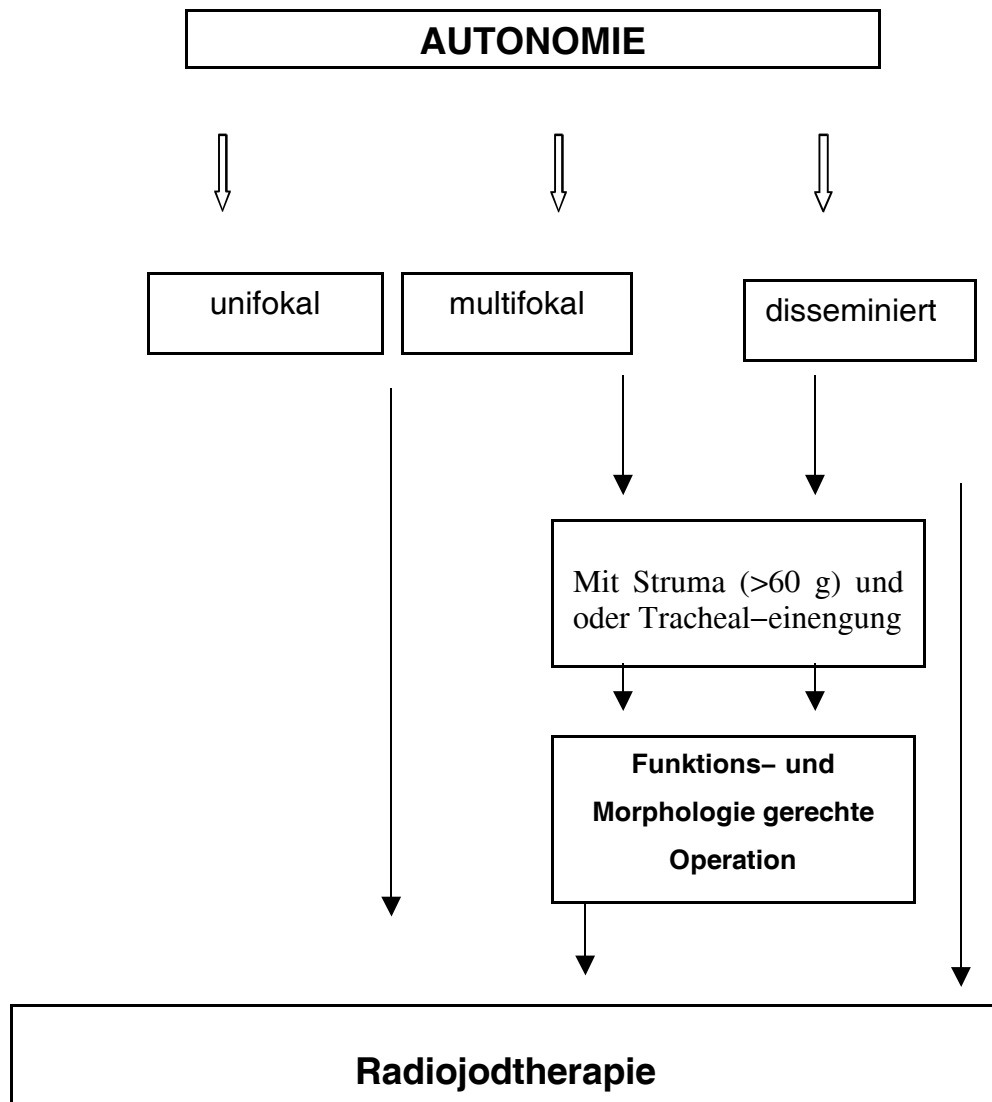 AUTONOMIE
unifokal
multifokal
disseminiert
Mit Struma (>60 g) und
oder Tracheal–einengung
Funktions– und
Morphologie gerechte
Operation
Radiojodtherapie